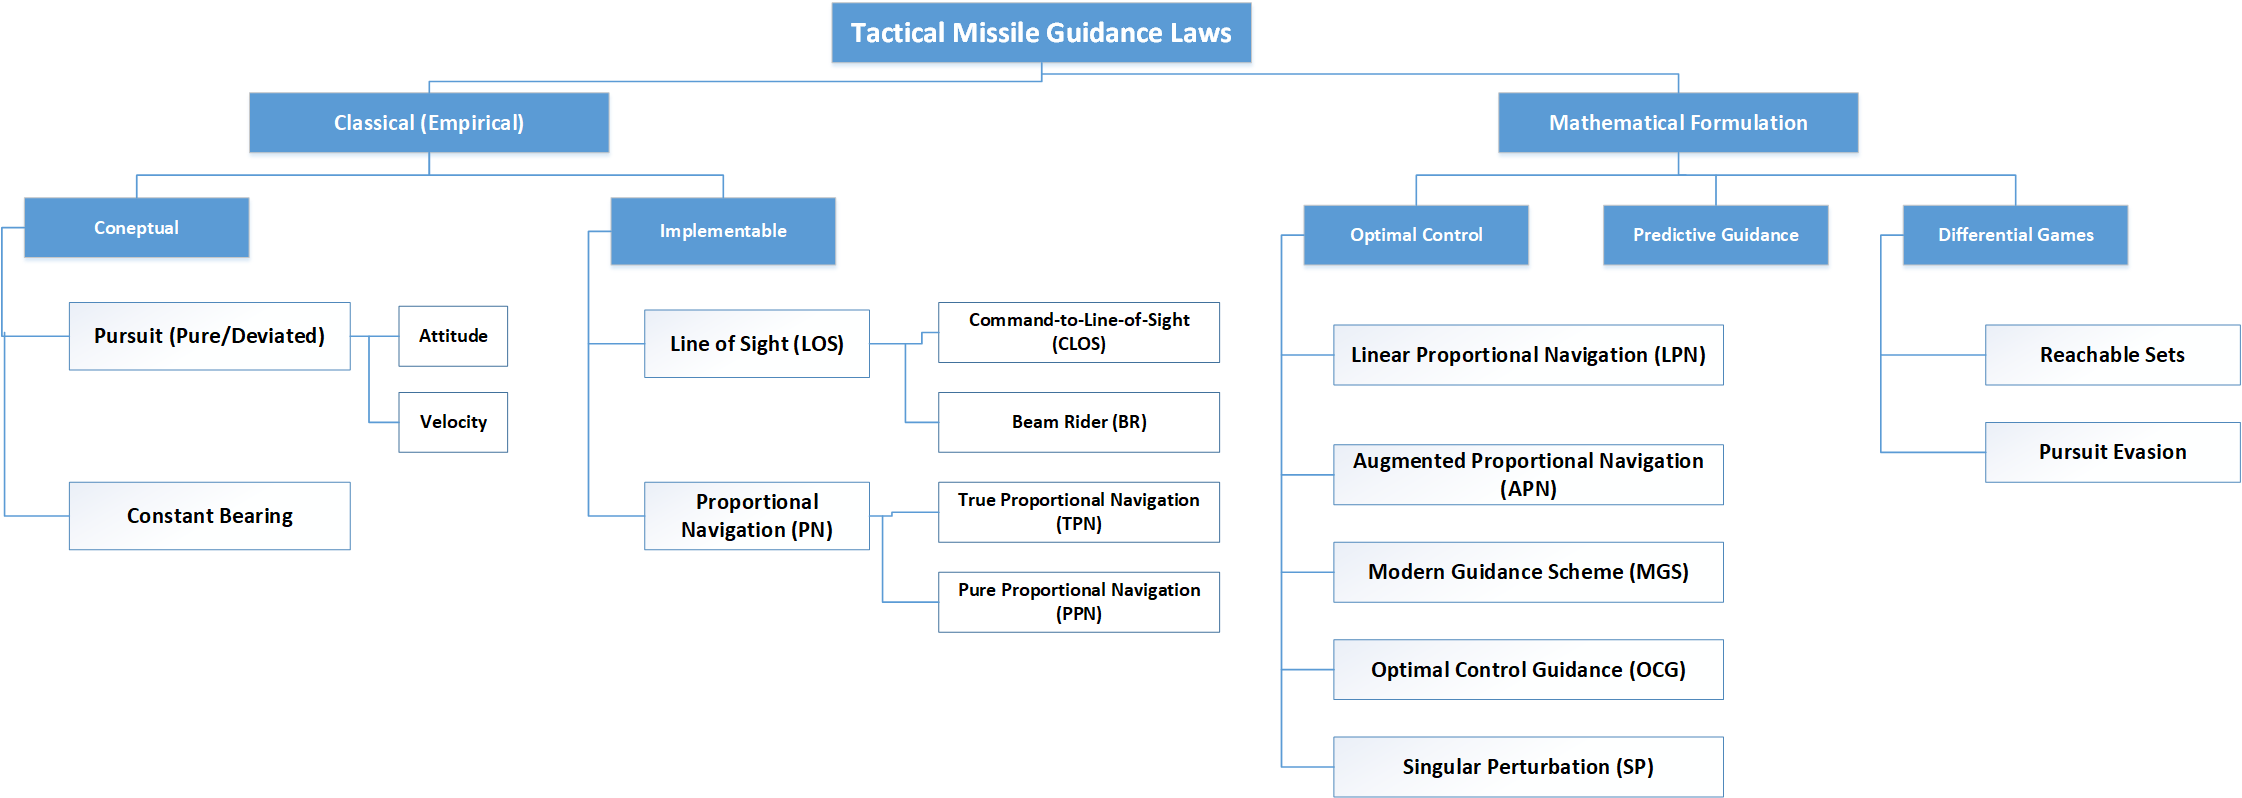 Tactical Missile Guidance Laws
Classical (Empirical)
Mathematical Formulation
Coneptual
Implementable
Optimal Control
Predictive Guidance
Differential Games
Pursuit (Pure/Deviated)
Attitude
Velocity
Constant Bearing
Line of Sight (LOS)
Command-to-Line-of-Sight
(CLOS)
Beam Rider (BR)
Proportional
Navigation (PN)
True Proportional Navigation
(TPN)
Pure Proportional Navigation
(PPN)
Linear Proportional Navigation (LPN)
Augmented Proportional Navigation
(APN)
Modern Guidance Scheme (MGS)
Optimal Control Guidance (OCG)
Singular Perturbation (SP)
Reachable Sets
Pursuit Evasion